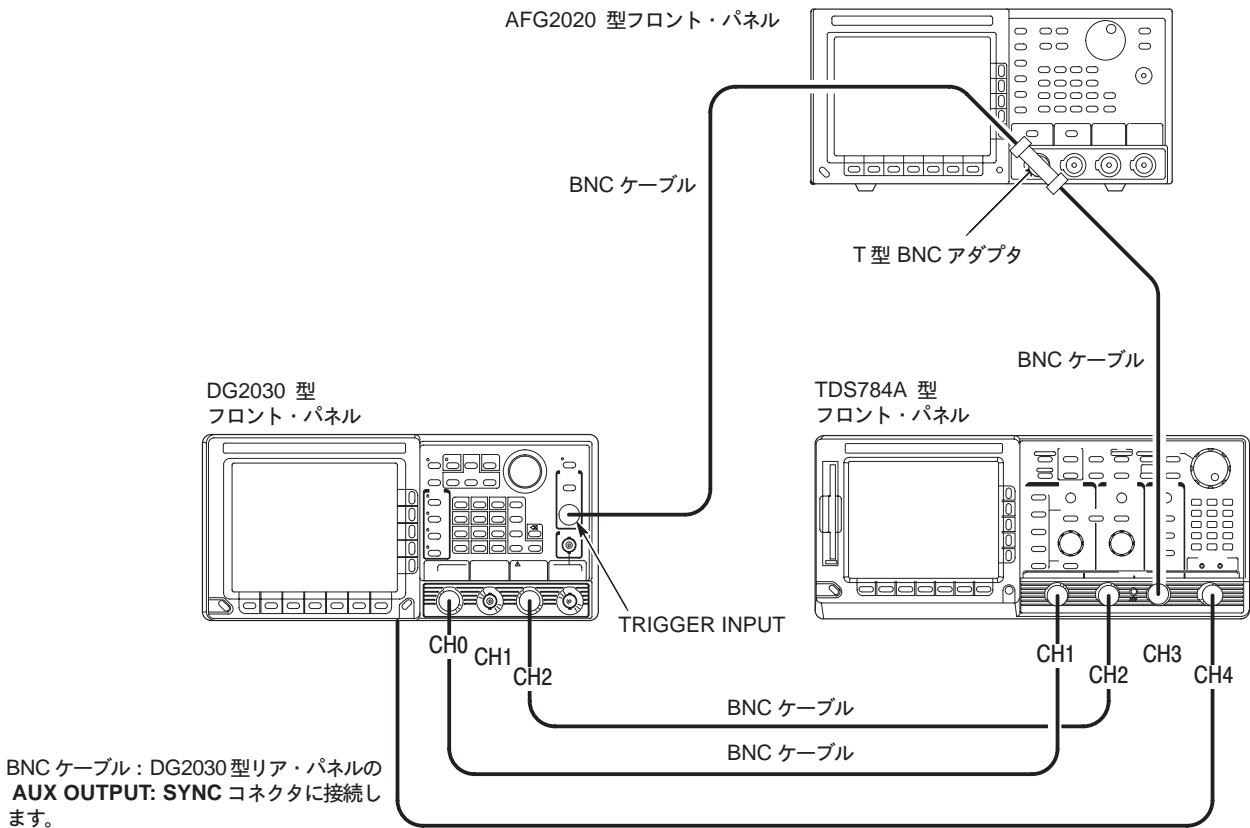 AFG2020 型フロント・パネル
BNC ケーブル
T 型 BNC アダプタ
BNC ケーブル
DG2030 型
フロント・パネル
TDS784A 型
フロント・パネル
TRIGGER INPUT
CH0
CH1
CH2
CH1
CH2
CH3
CH4
BNC ケーブル
BNC ケーブル
BNC ケーブル : DG2030 型リア・パネルの
AUX OUTPUT: SYNC コネクタに接続し
ます。